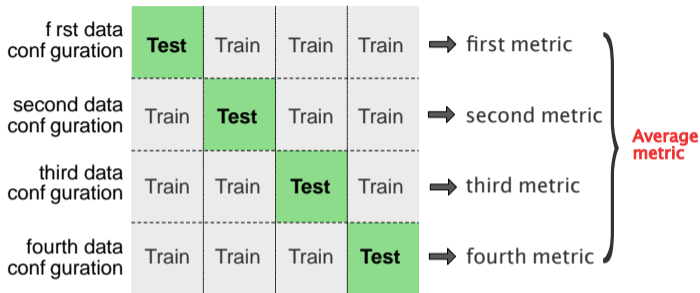 f rst data
conf guration
Test Train Train Train
first metric
second data
conf guration
Train Test Train Train
second metric
third data
conf guration
Train Train Test Train
third metric
fourth data
conf guration
Train Train Train Test
fourth metric
Average
metric